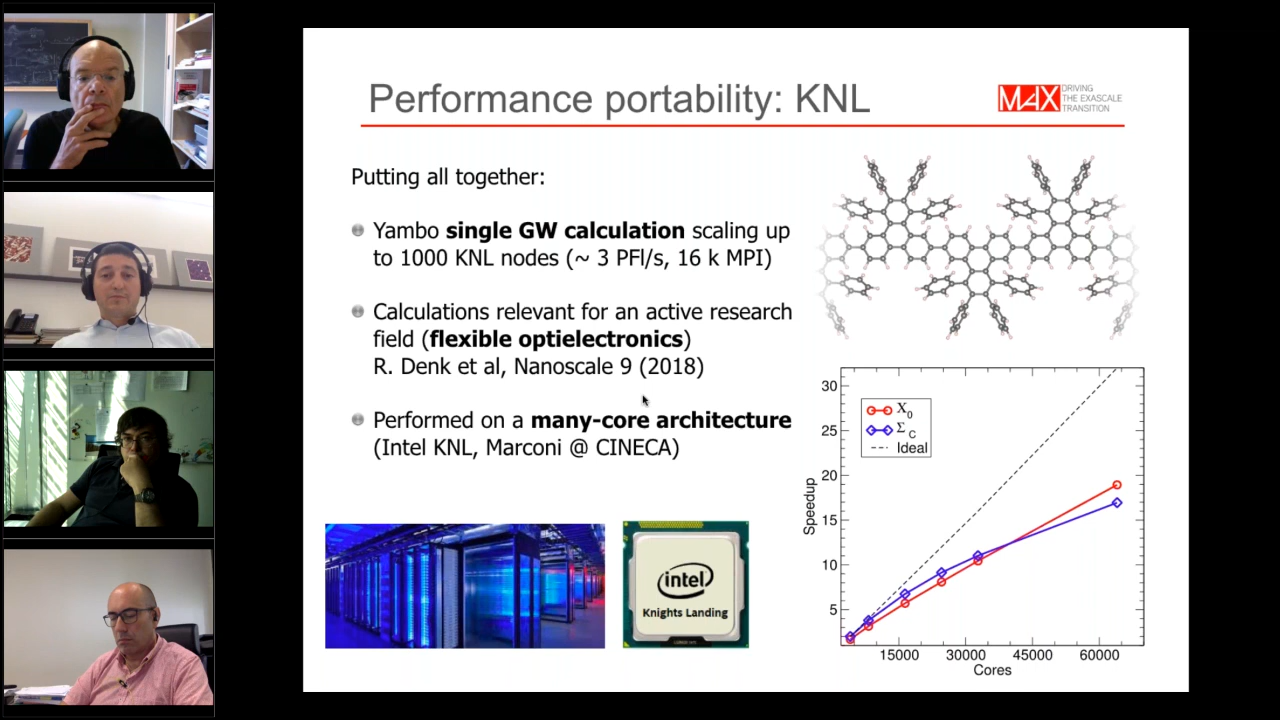 Performance portability: KNL
MAX DRIVING
THE EXASCALE
TRANSITION
Putting all together:
Yambo single GW calculation scaling up
to 1000 KNL nodes (~ 3 PFl/s, 16 k MPI)
Calculations relevant for an active research
field (flexible optielectronics)
R. Denk et al, Nanoscale 9 (2018)
Performed on a many-core architecture
(Intel KNL, Marconi @ CINECA)
intel
Knights Landing
30
25
20
15
10
5
Speedup
X0
ΣC
Ideal
15000 30000 45000 60000
Cores